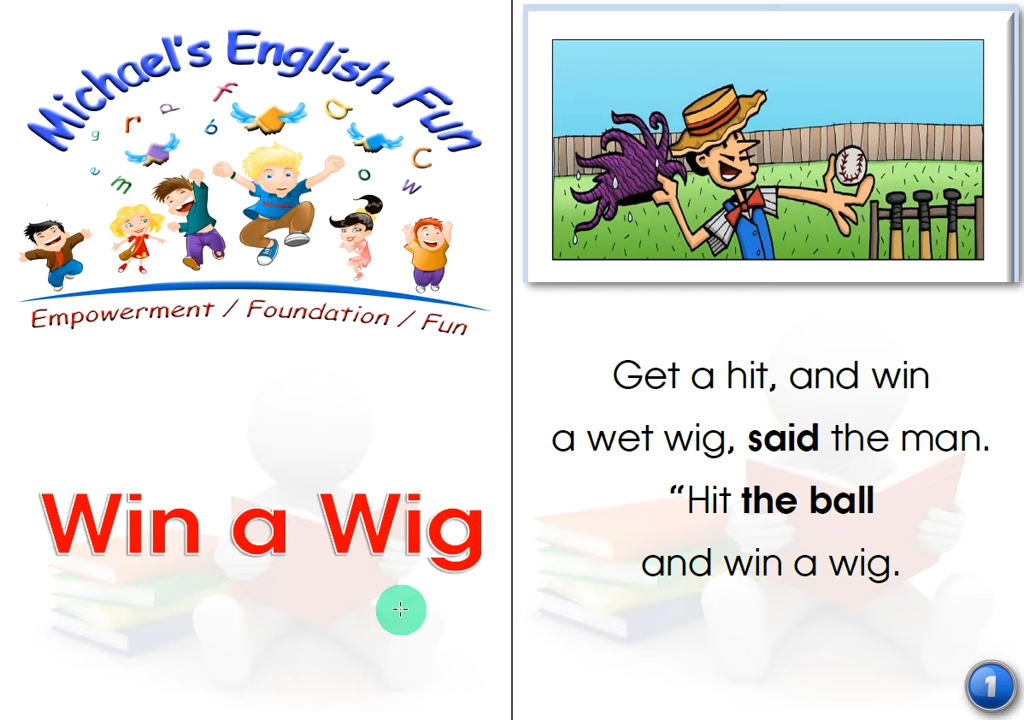 Michael's English Fun
g r p f b a e m o c w
Empowerment / Foundation / Fun
Win a Wig
Get a hit, and win
a wet wig, said the man.
“Hit the ball
and win a wig.
1